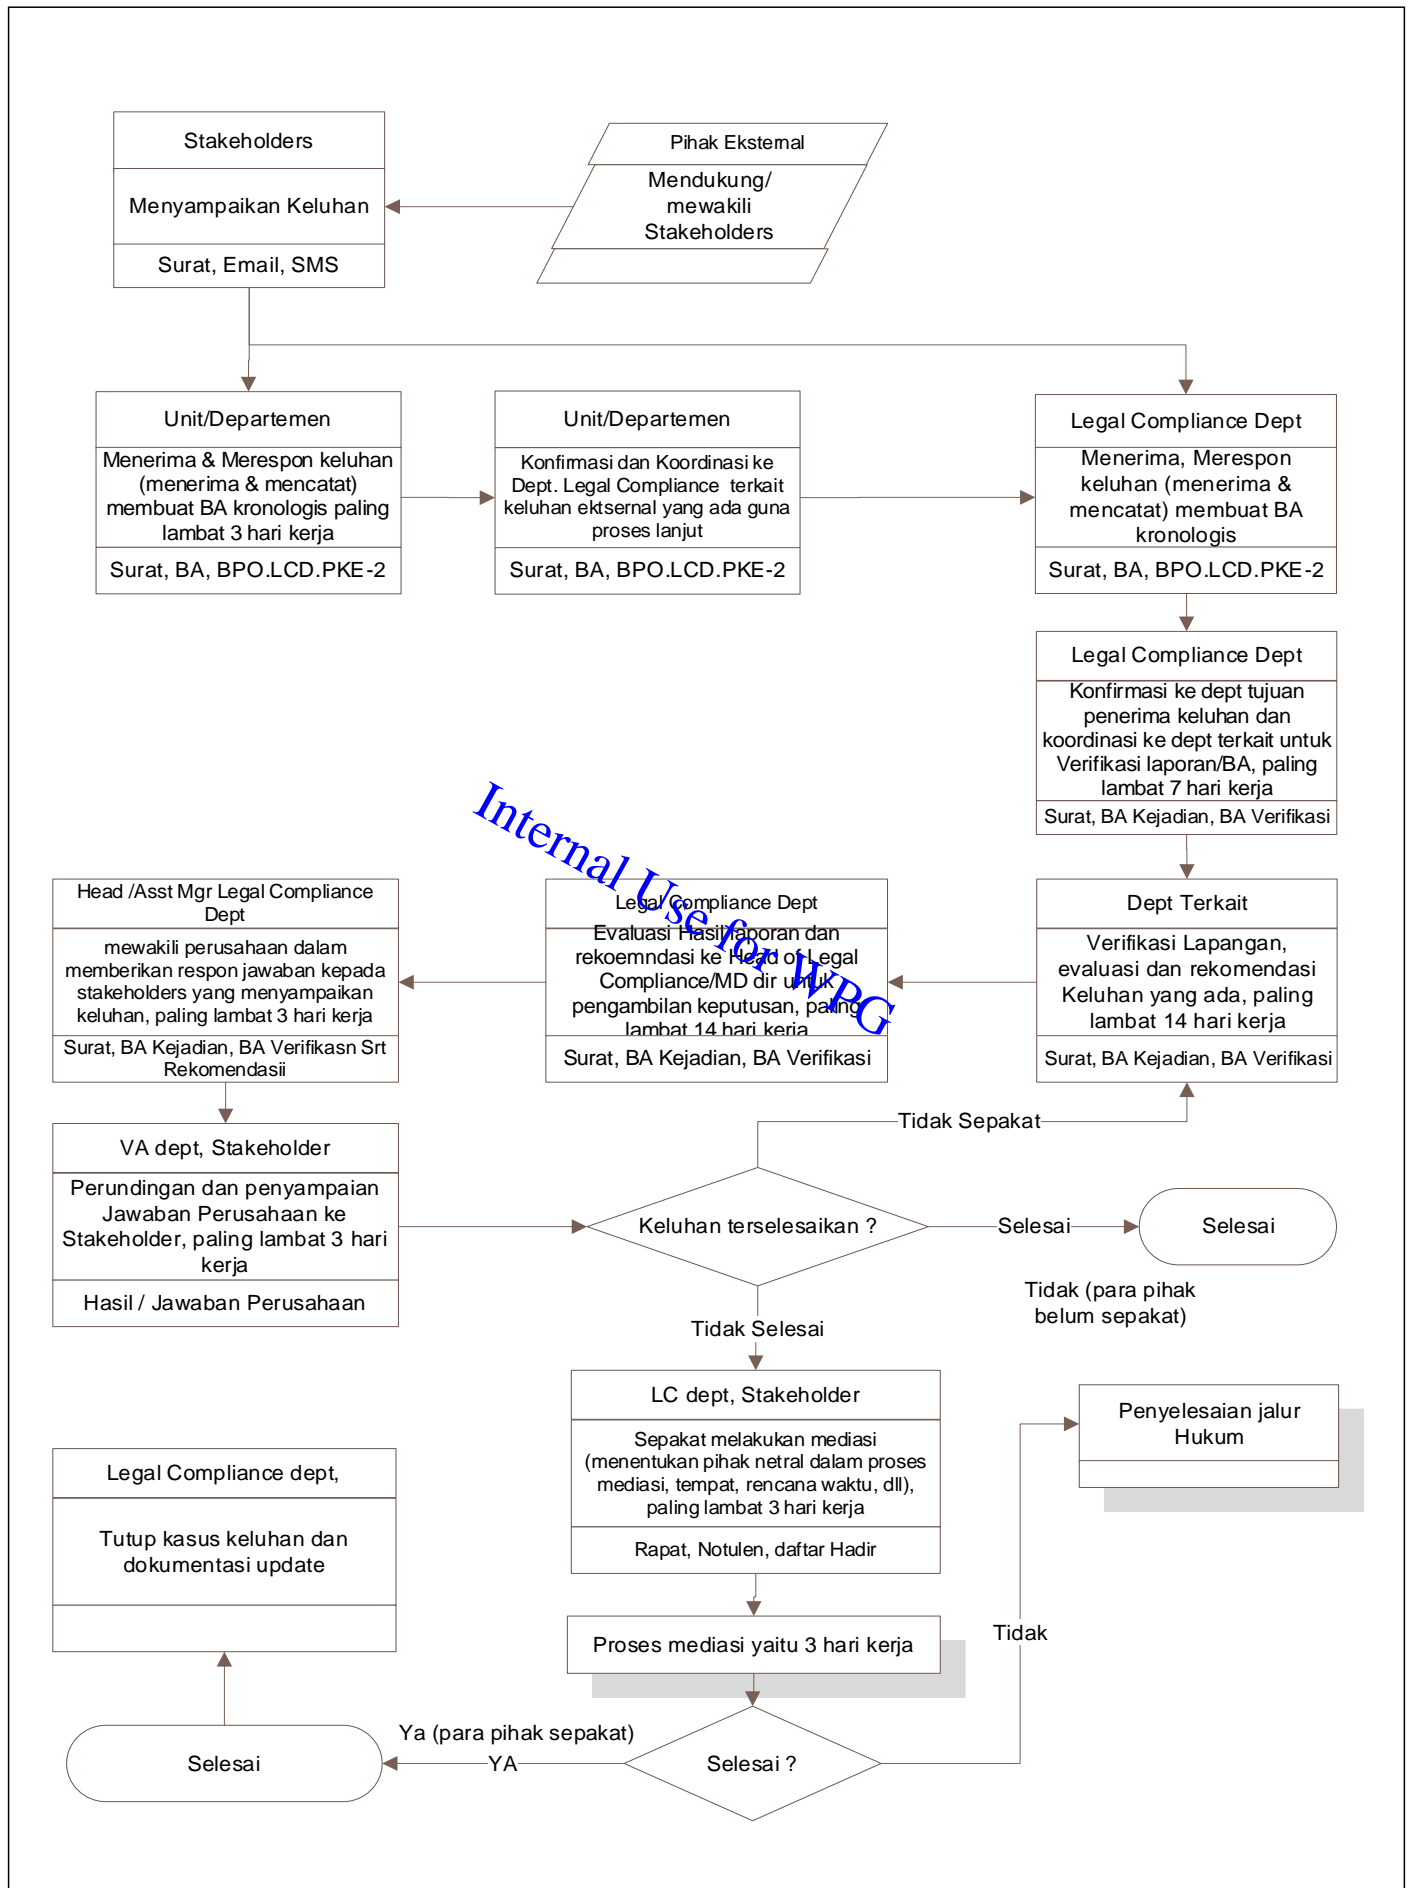 Stakeholders
Menyampaikan Keluhan
Surat, Email, SMS
Pihak Eksternal
Mendukung/
mewakili
Stakeholders
Unit/Departemen
Menerima & Merespon keluhan
(menerima & mencatat)
membuat BA kronologis paling
lambat 3 hari kerja
Surat, BA, BPO.LCD.PKE-2
Unit/Departemen
Konfirmasi dan Koordinasi ke
Dept. Legal Compliance terkait
keluhan ektsernal yang ada guna
proses lanjut
Surat, BA, BPO.LCD.PKE-2
Legal Compliance Dept
Menerima, Merespon
keluhan (menerima &
mencatat) membuat BA
kronologis
Surat, BA, BPO.LCD.PKE-2
Legal Compliance Dept
Konfirmasi ke dept tujuan
penerima keluhan dan
koordinasi ke dept terkait untuk
Verifikasi laporan/BA, paling
lambat 7 hari kerja
Surat, BA Kejadian, BA Verifikasi
Internal Use for WPG
Head /Asst Mgr Legal Compliance
Dept
mewakili perusahaan dalam
memberikan respon jawaban kepada
stakeholders yang menyampaikan
keluhan, paling lambat 3 hari kerja
Surat, BA Kejadian, BA Verifikasn Srt
Rekomendasii
Legal Compliance Dept
Evaluasi Hasil laporan dan
rekoemndasi ke Head of Legal
Compliance/MD dir untuk
pengambilan keputusan, paling
lambat 14 hari kerja
Surat, BA Kejadian, BA Verifikasi
Dept Terkait
Verifikasi Lapangan,
evaluasi dan rekomendasi
Keluhan yang ada, paling
lambat 14 hari kerja
Surat, BA Kejadian, BA Verifikasi
VA dept, Stakeholder
Perundingan dan penyampaian
Jawaban Perusahaan ke
Stakeholder, paling lambat 3 hari
kerja
Hasil / Jawaban Perusahaan
Tidak Sepakat
Keluhan terselesaikan ?
Selesai
Selesai
Tidak (para pihak
belum sepakat)
Tidak Selesai
LC dept, Stakeholder
Sepakat melakukan mediasi
(menentukan pihak netral dalam proses
mediasi, tempat, rencana waktu, dll),
paling lambat 3 hari kerja
Rapat, Notulen, daftar Hadir
Penyelesaian jalur
Hukum
Legal Compliance dept,
Tutup kasus keluhan dan
dokumentasi update
Proses mediasi yaitu 3 hari kerja
Tidak
Ya (para pihak sepakat)
YA
Selesai ?
Selesai